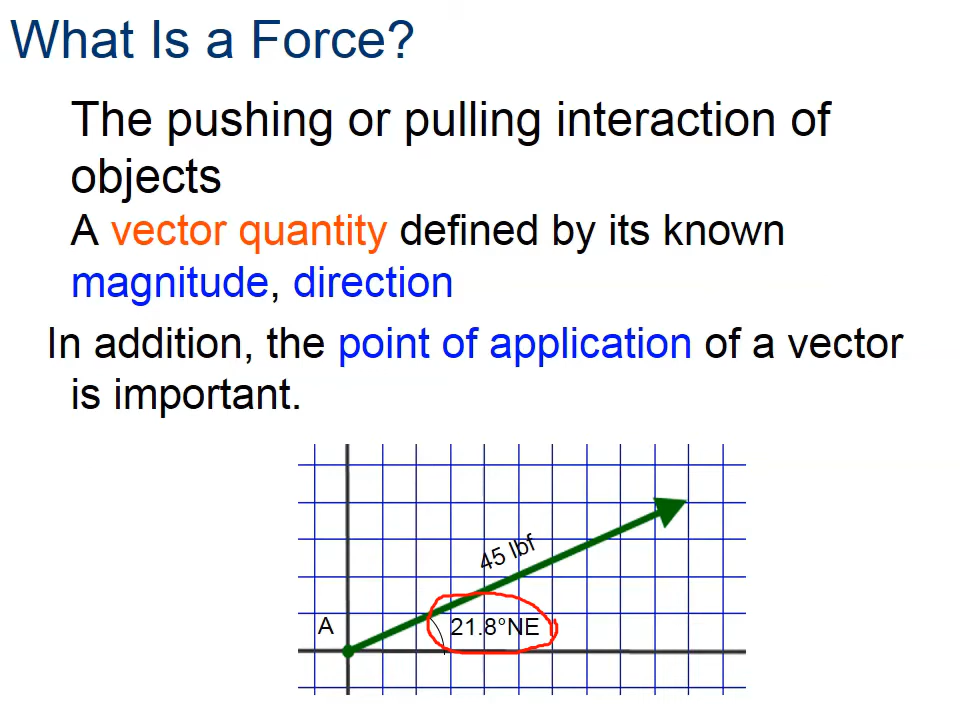 What Is a Force?
The pushing or pulling interaction of
objects
A vector quantity defined by its known
magnitude, direction
In addition, the point of application of a vector
is important.
45 lbf
A
21.8°NE